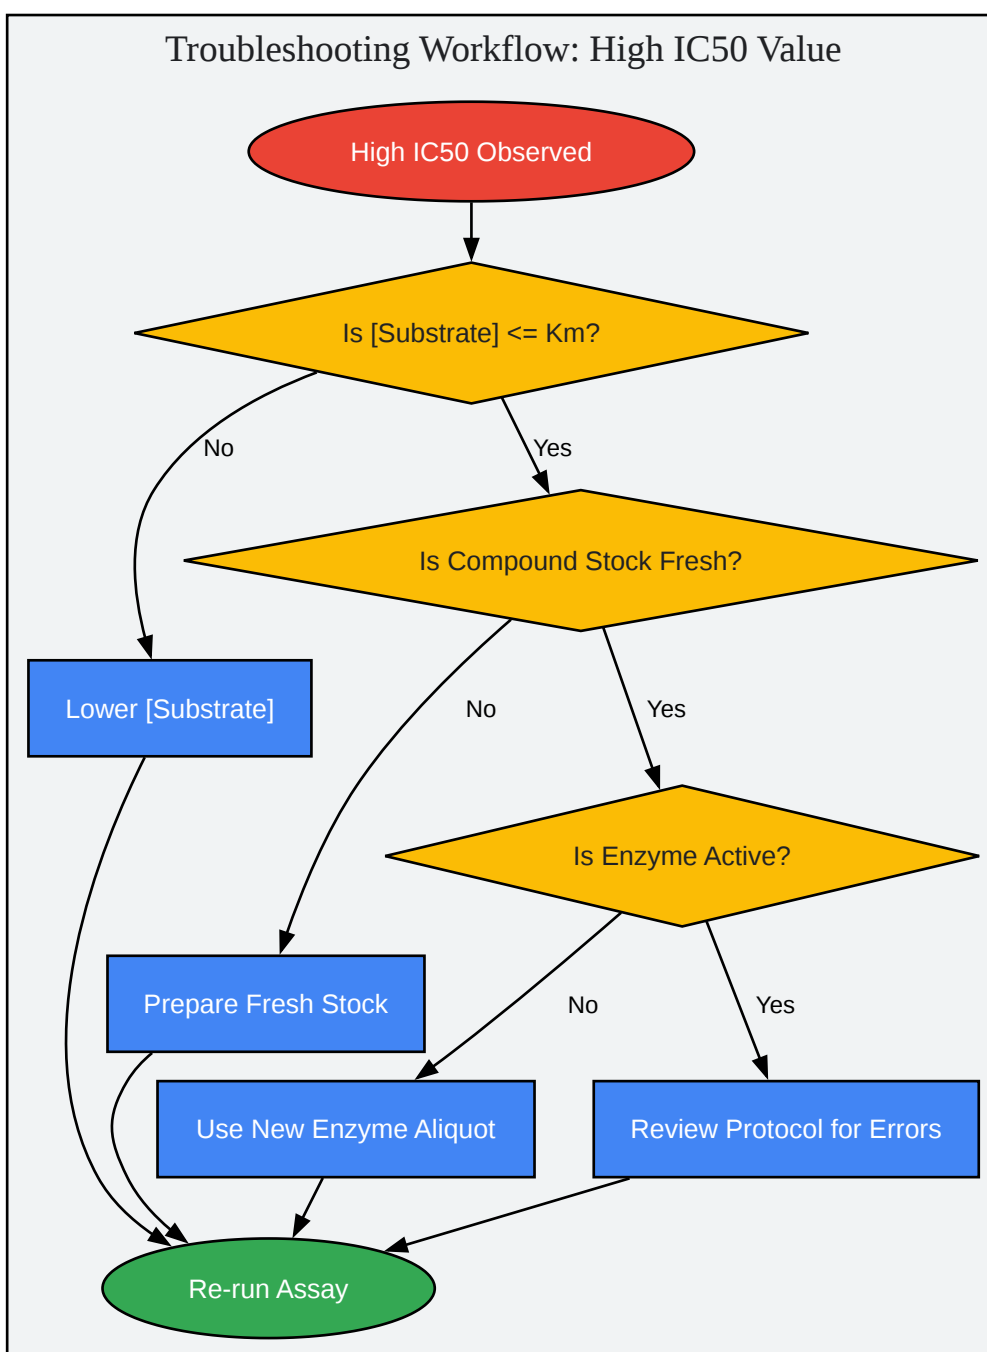 Troubleshooting Workflow: High IC50 Value
High IC50 Observed
Is [Substrate] <= Km?
No
Yes
Is Compound Stock Fresh?
Lower [Substrate]
No
Yes
Is Enzyme Active?
Prepare Fresh Stock
No
Yes
Use New Enzyme Aliquot
Review Protocol for Errors
Re-run Assay